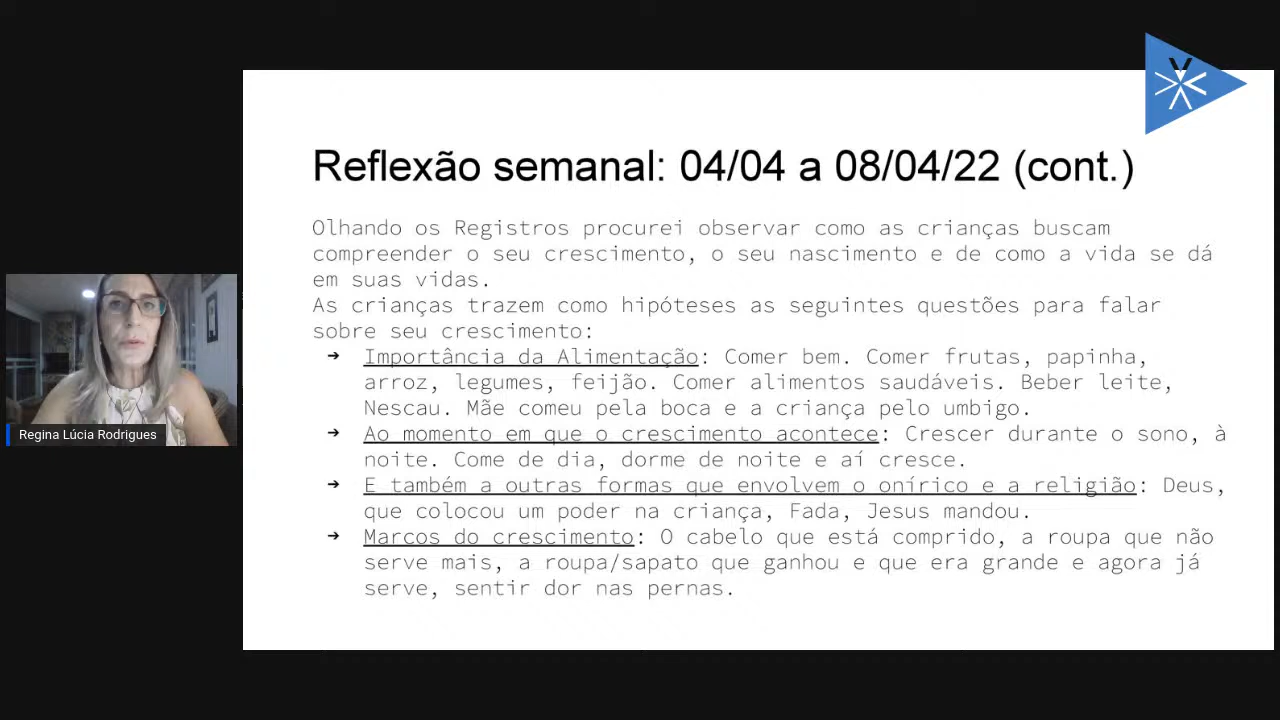 Reflexão semanal: 04/04 a 08/04/22 (cont.)
Olhando os Registros procurei observar como as crianças buscam
compreender o seu crescimento, o seu nascimento e de como a vida se dá
em suas vidas.
As crianças trazem como hipóteses as seguintes questões para falar
sobre seu crescimento:
➔ Importância da Alimentação: Comer bem. Comer frutas, papinha,
arroz, legumes, feijão. Comer alimentos saudáveis. Beber leite,
Nescau. Mãe comeu pela boca e a criança pelo umbigo.
➔ Ao momento em que o crescimento acontece: Crescer durante o sono, à
noite. Come de dia, dorme de noite e aí cresce.
➔ E também a outras formas que envolvem o onírico e a religião: Deus,
que colocou um poder na criança, Fada, Jesus mandou.
➔ Marcos do crescimento: O cabelo que está comprido, a roupa que não
serve mais, a roupa/sapato que ganhou e que era grande e agora já
serve, sentir dor nas pernas.
Regina Lúcia Rodrigues